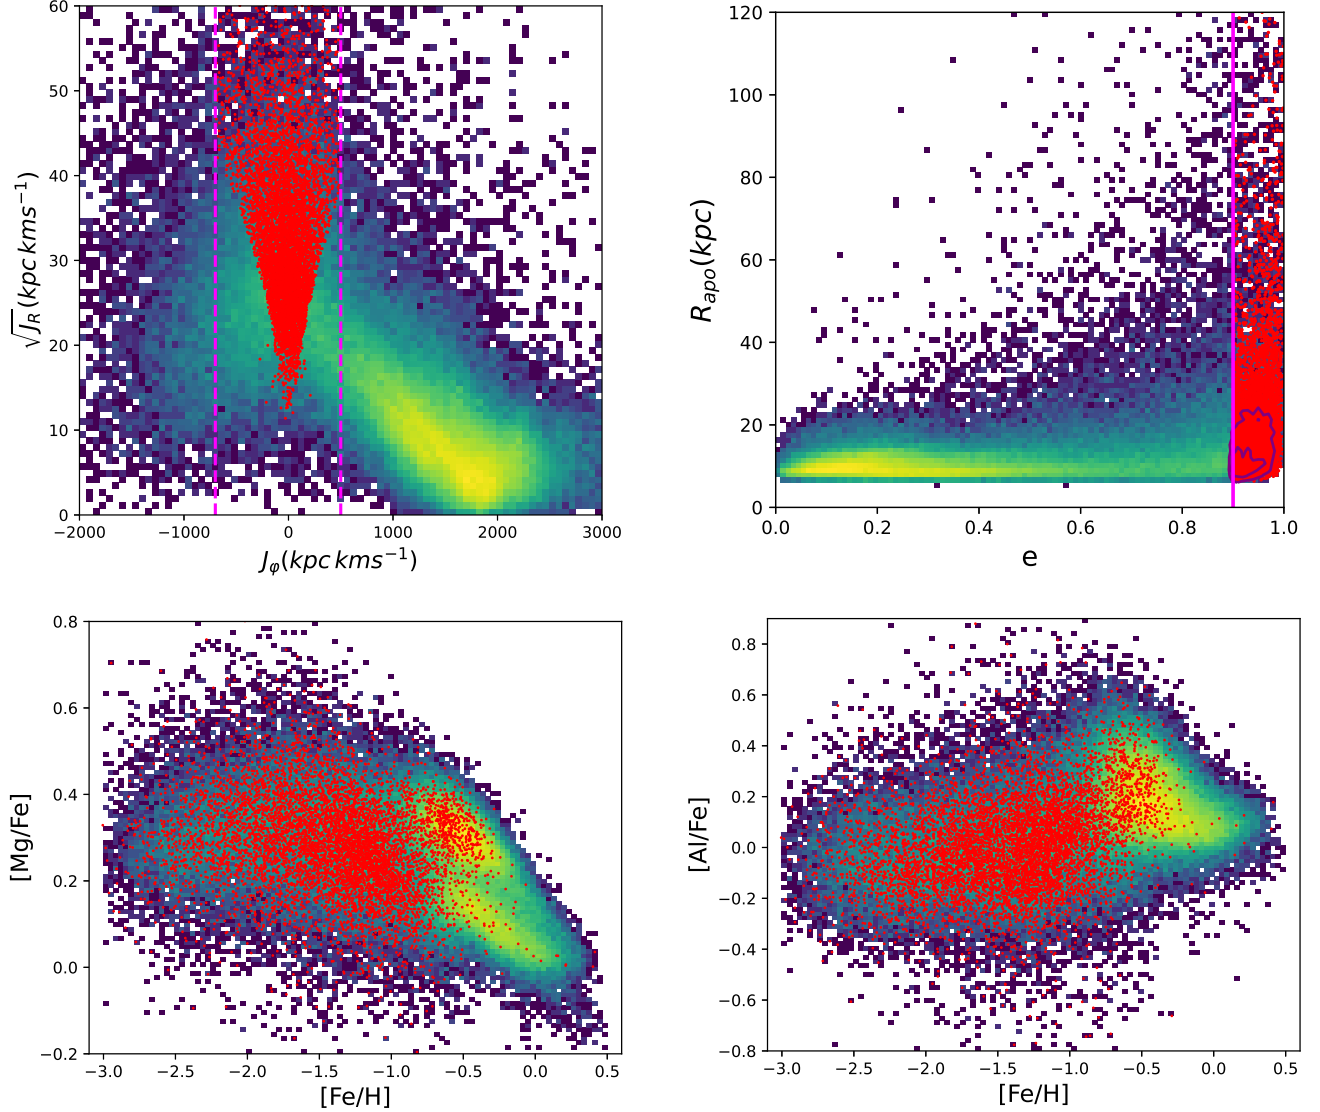 60
50
40
30
20
10
0
√J_R (kpc kms⁻¹)
−2000 −1000 0 1000 2000 3000
J_φ(kpc kms⁻¹)
120
100
80
60
40
20
0
R_apo(kpc)
0.0 0.2 0.4 0.6 0.8 1.0
e
0.8
0.6
0.4
0.2
0.0
−0.2
[Mg/Fe]
−3.0 −2.5 −2.0 −1.5 −1.0 −0.5 0.0 0.5
[Fe/H]
0.8
0.6
0.4
0.2
0.0
−0.2
−0.4
−0.6
−0.8
[Al/Fe]
−3.0 −2.5 −2.0 −1.5 −1.0 −0.5 0.0 0.5
[Fe/H]